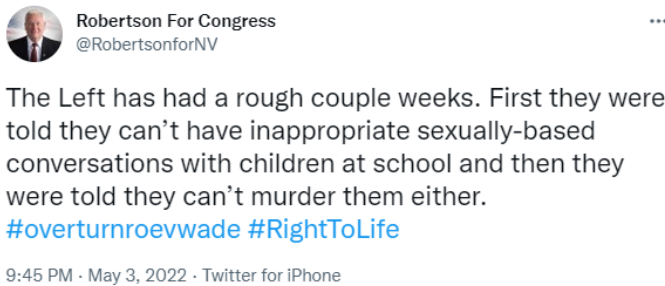 Robertson For Congress
@RobertsonforNV
The Left has had a rough couple weeks. First they were
told they can’t have inappropriate sexually-based
conversations with children at school and then they
were told they can’t murder them either.
#overturnroevwade #RightToLife
9:45 PM · May 3, 2022 · Twitter for iPhone